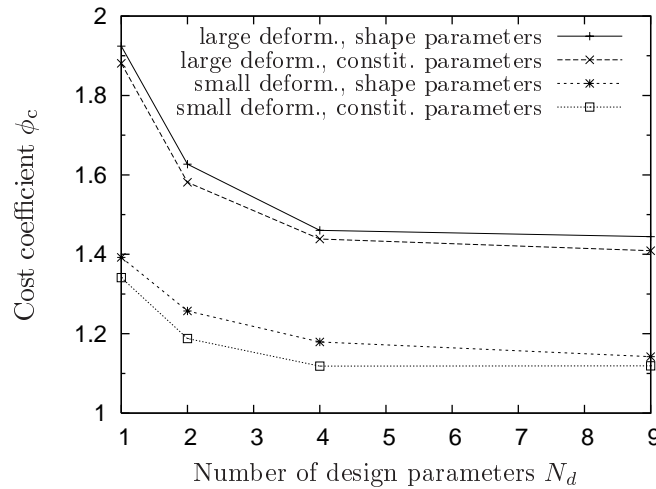 2
1.8
1.6
1.4
1.2
1
Cost coefficient ϕc
large deform., shape parameters
large deform., constit. parameters
small deform., shape parameters
small deform., constit. parameters
1 2 3 4 5 6 7 8 9
Number of design parameters Nd